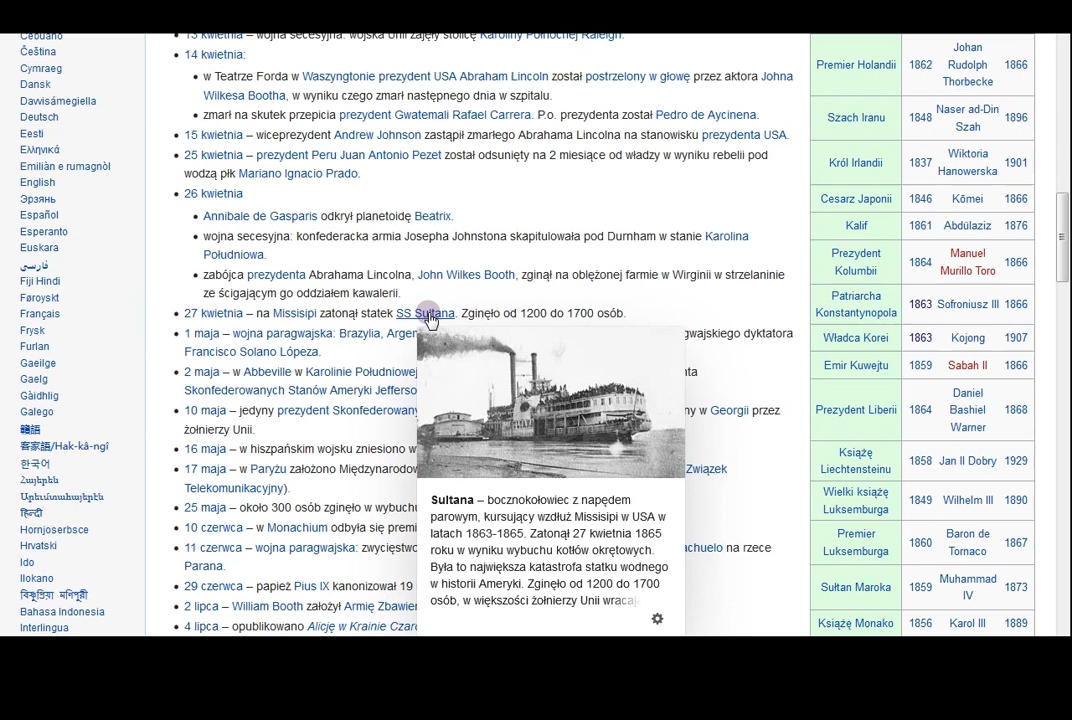 Cebuano
Čeština
Cymraeg
Dansk
Davvisámegiella
Deutsch
Eesti
Ελληνικά
Emiliàn e rumagnòl
English
Эрзянь
Español
Esperanto
Euskara
فارسی
Fiji Hindi
Føroyskt
Français
Frysk
Furlan
Gaeilge
Gaelg
Gàidhlig
Galego
贛語
客家語/Hak-kâ-ngî
한국어
Հայերեն
Արեւմտահայերէն
हिन्दी
Hornjoserbsce
Hrvatski
Ido
Ilokano
বিষ্ণুপ্রিয়া মণিপুরী
Bahasa Indonesia
Interlingua
13 kwietnia – wojna secesyjna: wojska Unii zajęły stolicę Karoliny Północnej Raleigh.
14 kwietnia:
w Teatrze Forda w Waszyngtonie prezydent USA Abraham Lincoln został postrzelony w głowę przez aktora Johna
Wilkesa Bootha, w wyniku czego zmarł następnego dnia w szpitalu.
zmarł na skutek przepicia prezydent Gwatemali Rafael Carrera. P.o. prezydenta został Pedro de Aycinena.
15 kwietnia – wiceprezydent Andrew Johnson zastąpił zmarłego Abrahama Lincolna na stanowisku prezydenta USA.
25 kwietnia – prezydent Peru Juan Antonio Pezet został odsunięty na 2 miesiące od władzy w wyniku rebelii pod
wodzą płk Mariano Ignacio Prado.
26 kwietnia
Annibale de Gasparis odkrył planetoidę Beatrix.
wojna secesyjna: konfederacka armia Josepha Johnstona skapitulowała pod Durnham w stanie Karolina
Południowa.
zabójca prezydenta Abrahama Lincolna, John Wilkes Booth, zginął na oblężonej farmie w Wirginii w strzelaninie
ze ścigającym go oddziałem kawalerii.
27 kwietnia – na Missisipi zatonął statek SS Sultana. Zginęło od 1200 do 1700 osób.
1 maja – wojna paragwajska: Brazylia, Argen gwajskiego dyktatora
Francisco Solano Lópeza.
2 maja – w Abbeville w Karolinie Południowej nta
Skonfederowanych Stanów Ameryki Jefferso
10 maja – jedyny prezydent Skonfederowany ny w Georgii przez
żołnierzy Unii.
16 maja – w hiszpańskim wojsku zniesiono w
17 maja – w Paryżu założono Międzynarodow Związek
Telekomunikacyjny).
25 maja – około 300 osób zginęło w wybuchu
10 czerwca – w Monachium odbyła się premi
11 czerwca – wojna paragwajska: zwycięstwo achuelo na rzece
Parana.
29 czerwca – papież Pius IX kanonizował 19
2 lipca – William Booth założył Armię Zbawien
4 lipca – opublikowano Alicję w Krainie Czaró
Sultana – bocznokołowiec z napędem
parowym, kursujący wzdłuż Missisipi w USA w
latach 1863-1865. Zatonął 27 kwietnia 1865
roku w wyniku wybuchu kotłów okrętowych.
Była to największa katastrofa statku wodnego
w historii Ameryki. Zginęło od 1200 do 1700
osób, w większości żołnierzy Unii wracaj
Premier Holandii 1862 Johan Rudolph Thorbecke 1866
Szach Iranu 1848 Naser ad-Din Szah 1896
Król Irlandii 1837 Wiktoria Hanowerska 1901
Cesarz Japonii 1846 Kōmei 1866
Kalif 1861 Abdülaziz 1876
Prezydent Kolumbii 1864 Manuel Murillo Toro 1866
Patriarcha Konstantynopola 1863 Sofroniusz III 1866
Władca Korei 1863 Kojong 1907
Emir Kuwejtu 1859 Sabah II 1866
Prezydent Liberii 1864 Daniel Bashiel Warner 1868
Książę Liechtensteinu 1858 Jan II Dobry 1929
Wielki książę Luksemburga 1849 Wilhelm III 1890
Premier Luksemburga 1860 Baron de Tornaco 1867
Sułtan Maroka 1859 Muhammad IV 1873
Książę Monako 1856 Karol III 1889